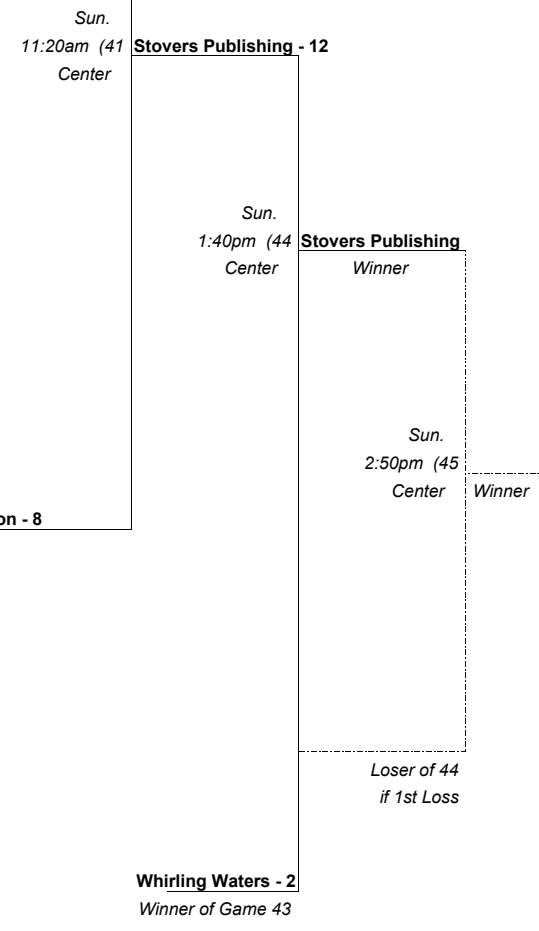 Sun.
11:20am (41
Center
Stovers Publishing - 12
Sun.
1:40pm (44
Center
Stovers Publishing
Winner
Sun.
2:50pm (45
Center
Winner
on - 8
Loser of 44
if 1st Loss
Whirling Waters - 2
Winner of Game 43